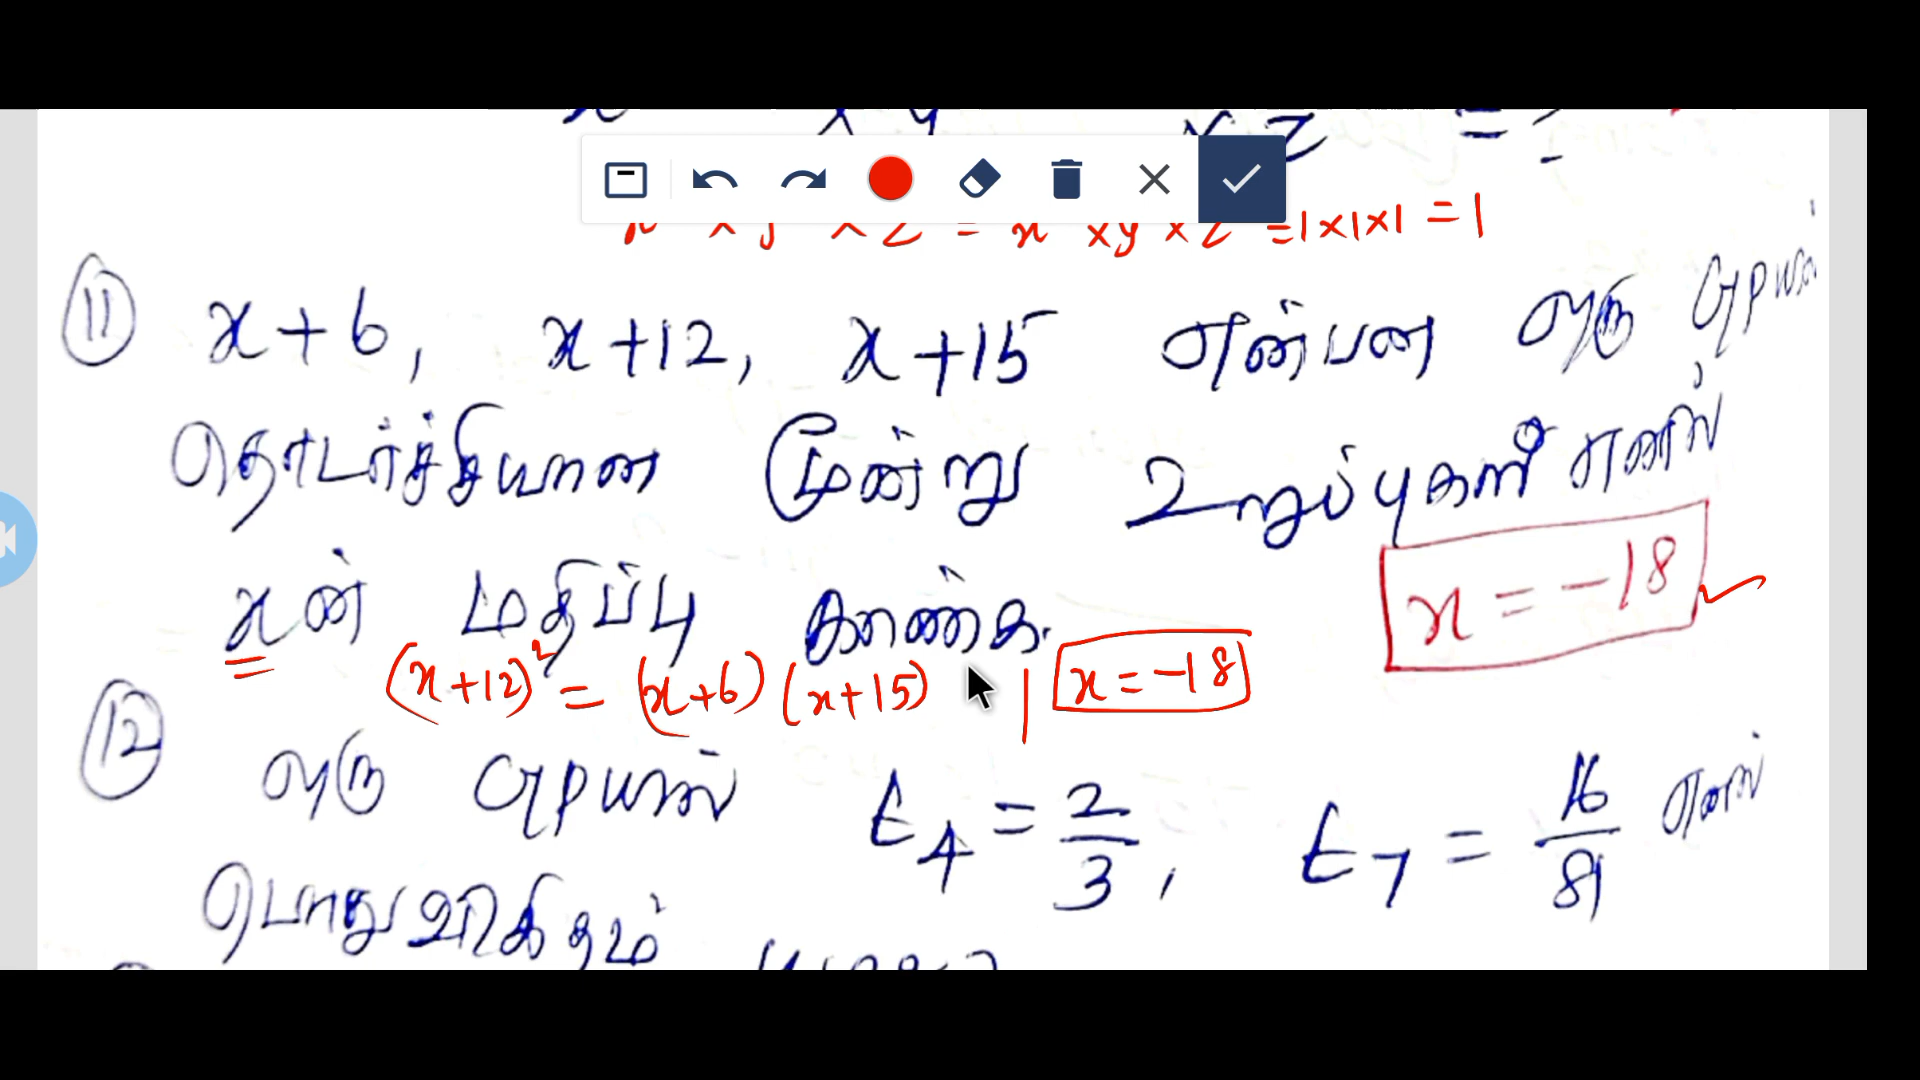 = 1 x 1 x 1 = 1
11 x+6, x+12, x+15 என்பன ஒரு
தொடர்ச்சியான மூன்று உறுப்புகள் எனில்
xன் மதிப்பு காண்க.
x = -18
(x+12)² = (x+6) (x+15) | x = -18
12 ஒரு t4 = 2/3, t7 = 16/81 எனில்
பொதுவிகிதம்